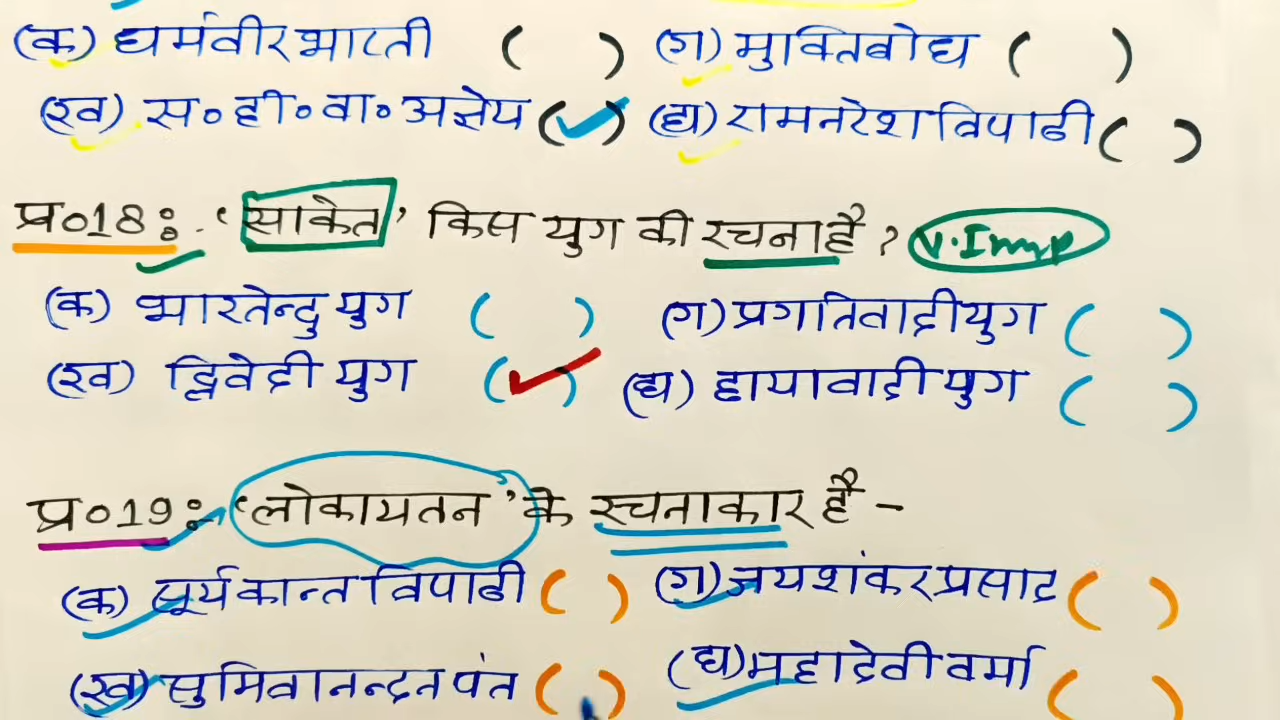 (क) धर्मवीर भारती ( ) (ग) मुक्तिबोध ( )
(ख) स० ही० वा० अज्ञेय (✓) (घ) रामनरेश त्रिपाठी ( )
प्र०18:- 'साकेत' किस युग की रचना है ? V.Imp
(क) भारतेन्दु युग ( ) (ग) प्रगतिवादी युग ( )
(ख) द्विवेदी युग (✓) (घ) छायावादी युग ( )
प्र०19:- 'लोकायतन' के रचनाकार है -
(क) सूर्यकान्त त्रिपाठी ( ) (ग) जयशंकर प्रसाद ( )
(ख) सुमित्रानन्दन पंत ( ) (घ) महादेवी वर्मा ( )